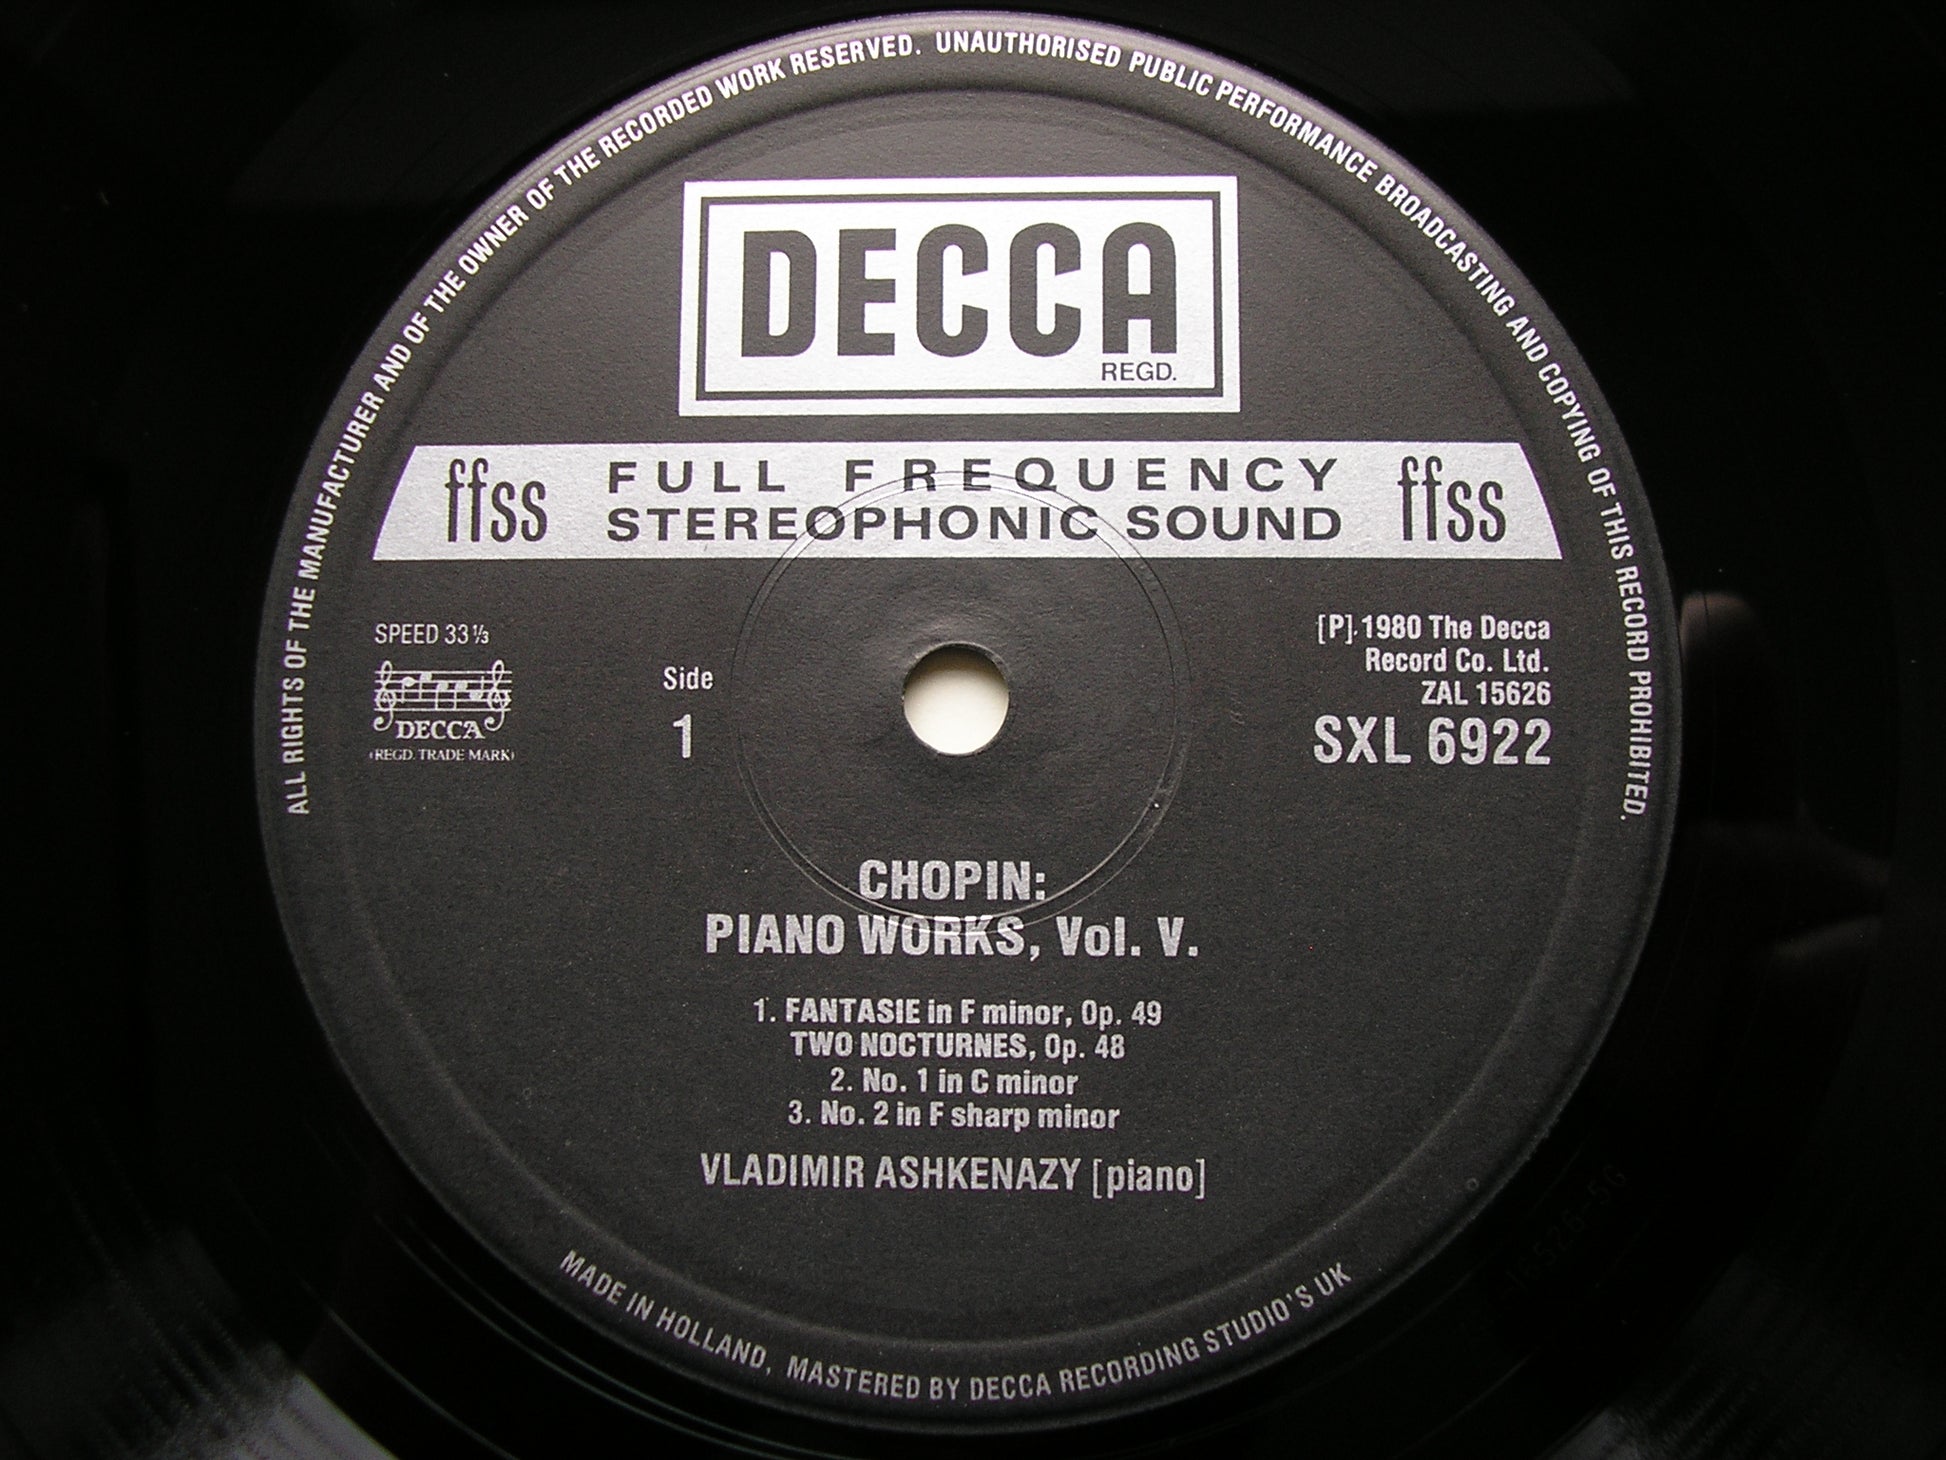 ALL RIGHTS OF THE MANUFACTURER AND OF THE OWNER OF THE RECORDED WORK RESERVED. UNAUTHORISED PUBLIC PERFORMANCE BROADCASTING AND COPYING OF THIS RECORD PROHIBITED.
DECCA
REGD.
ffss FULL FREQUENCY STEREOPHONIC SOUND ffss
SPEED 33⅓
DECCA
(REGD. TRADE MARK)
Side
1
[P] 1980 The Decca
Record Co. Ltd.
ZAL 15626
SXL 6922
CHOPIN:
PIANO WORKS, Vol. V.
1. FANTASIE in F minor, Op. 49
TWO NOCTURNES, Op. 48
2. No. 1 in C minor
3. No. 2 in F sharp minor
VLADIMIR ASHKENAZY [piano]
MADE IN HOLLAND, MASTERED BY DECCA RECORDING STUDIO'S UK